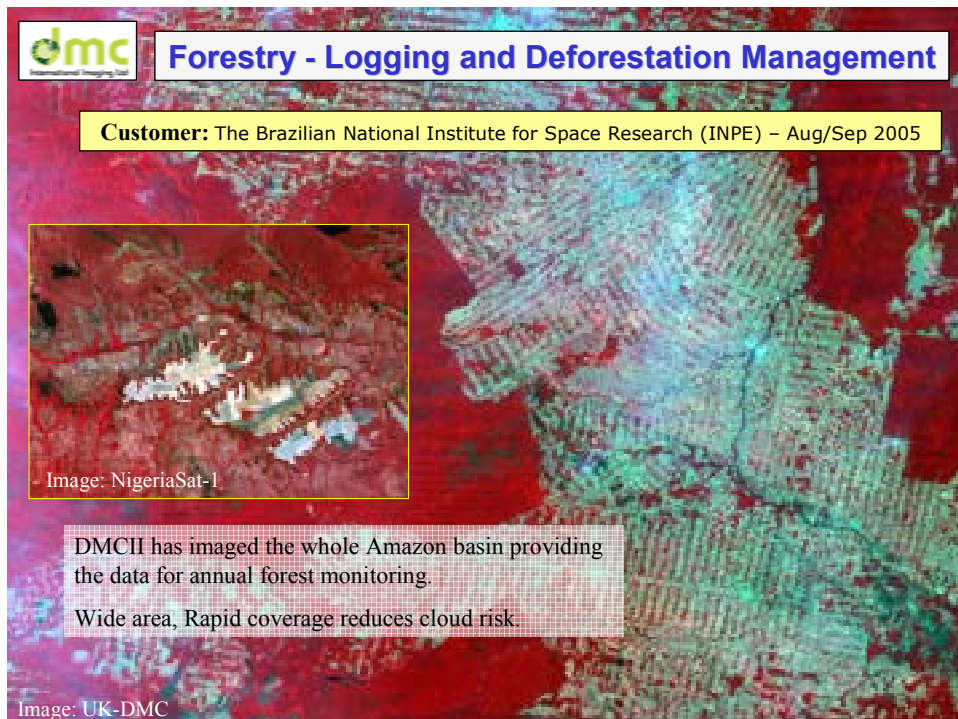 dmc
International Imaging Ltd
Forestry - Logging and Deforestation Management
Customer: The Brazilian National Institute for Space Research (INPE) – Aug/Sep 2005
Image: NigeriaSat-1
DMCII has imaged the whole Amazon basin providing
the data for annual forest monitoring.
Wide area, Rapid coverage reduces cloud risk.
Image: UK-DMC